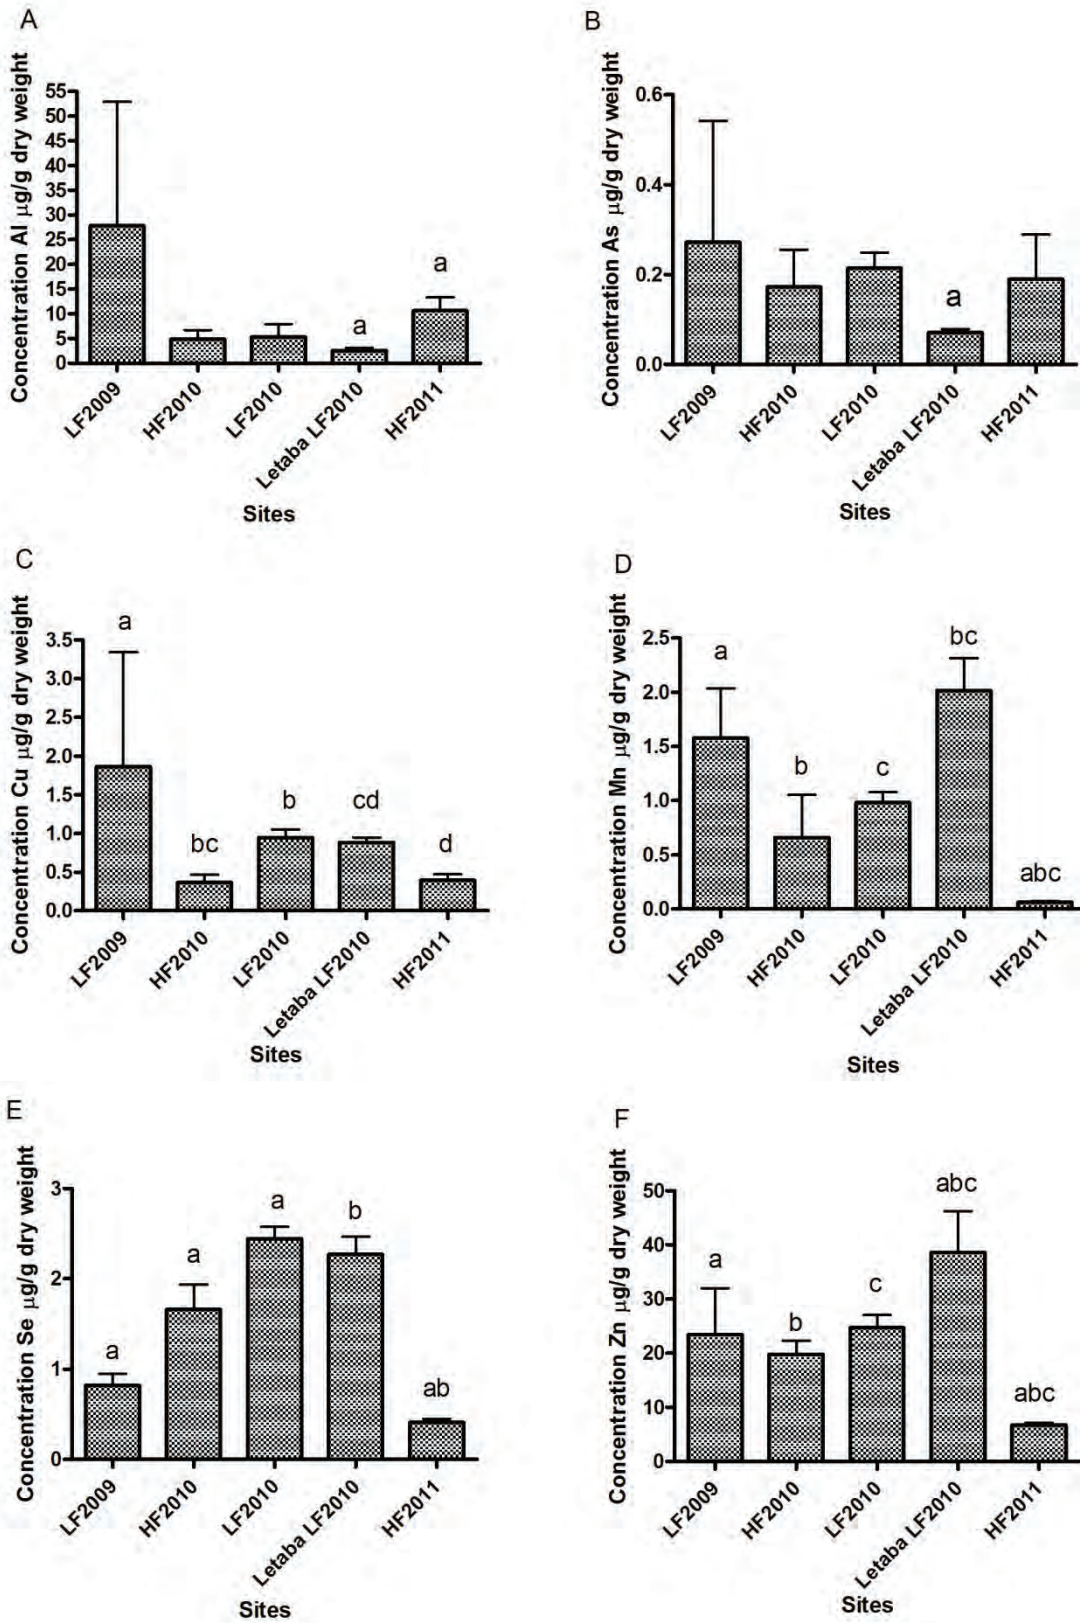 A
Concentration Al μg/g dry weight
55
50
45
40
35
30
25
20
15
10
5
0
a
a
LF2009
HF2010
LF2010
Letaba LF2010
HF2011
Sites
B
Concentration As μg/g dry weight
0.6
0.4
0.2
0.0
a
LF2009
HF2010
LF2010
Letaba LF2010
HF2011
Sites
C
Concentration Cu μg/g dry weight
3.5
3.0
2.5
2.0
1.5
1.0
0.5
0.0
a
bc
b
cd
d
LF2009
HF2010
LF2010
Letaba LF2010
HF2011
Sites
D
Concentration Mn μg/g dry weight
2.5
2.0
1.5
1.0
0.5
0.0
a
b
c
bc
abc
LF2009
HF2010
LF2010
Letaba LF2010
HF2011
Sites
E
Concentration Se μg/g dry weight
3
2
1
0
a
a
a
b
ab
LF2009
HF2010
LF2010
Letaba LF2010
HF2011
Sites
F
Concentration Zn μg/g dry weight
50
40
30
20
10
0
a
b
c
abc
abc
LF2009
HF2010
LF2010
Letaba LF2010
HF2011
Sites